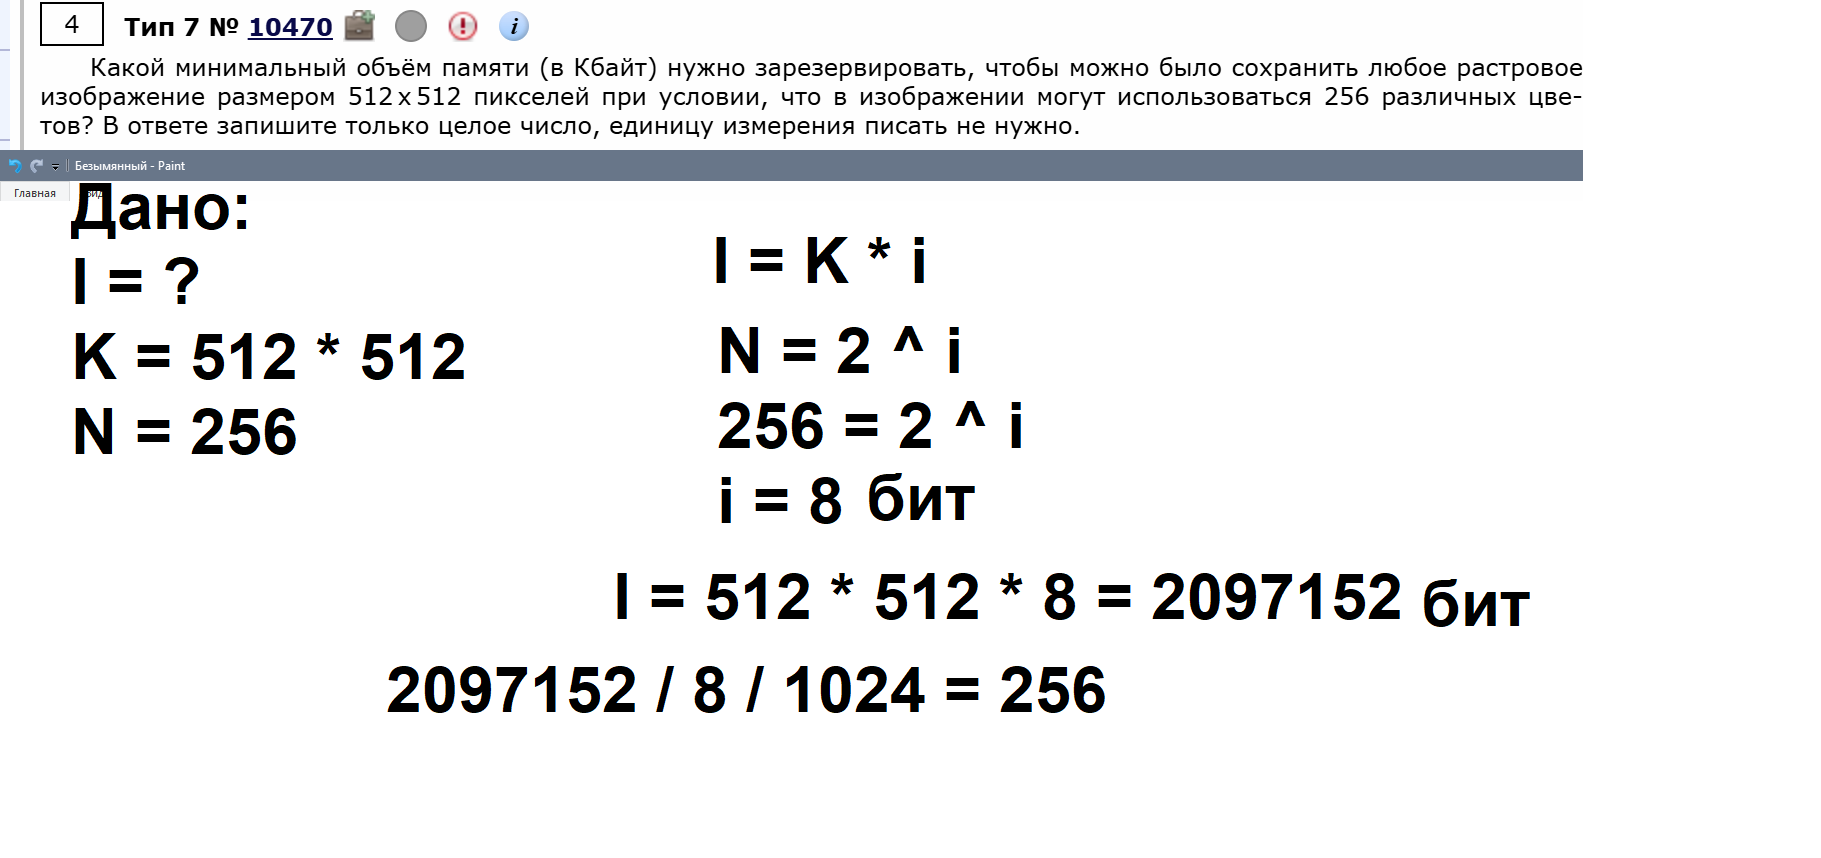 4 Тип 7 № 10470
Какой минимальный объём памяти (в Кбайт) нужно зарезервировать, чтобы можно было сохранить любое растровое
изображение размером 512 x 512 пикселей при условии, что в изображении могут использоваться 256 различных цве-
тов? В ответе запишите только целое число, единицу измерения писать не нужно.
Безымянный - Paint
Главная
Дано:
I = ?
K = 512 * 512
N = 256
I = K * i
N = 2 ^ i
256 = 2 ^ i
i = 8 бит
I = 512 * 512 * 8 = 2097152 бит
2097152 / 8 / 1024 = 256